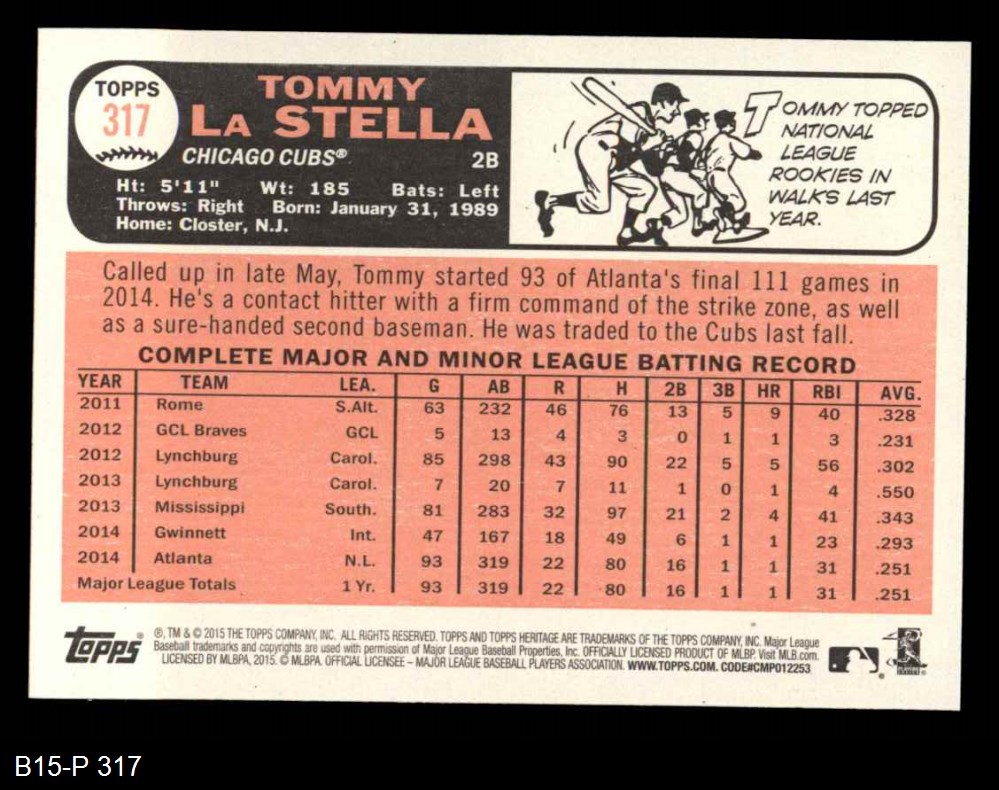 TOPPS
317
TOMMY
LA STELLA
CHICAGO CUBS® 2B
Ht: 5'11" Wt: 185 Bats: Left
Throws: Right Born: January 31, 1989
Home: Closter, N.J.
TOMMY TOPPED
NATIONAL
LEAGUE
ROOKIES IN
WALKS LAST
YEAR.
Called up in late May, Tommy started 93 of Atlanta's final 111 games in
2014. He's a contact hitter with a firm command of the strike zone, as well
as a sure-handed second baseman. He was traded to the Cubs last fall.
COMPLETE MAJOR AND MINOR LEAGUE BATTING RECORD
YEAR TEAM LEA. G AB R H 2B 3B HR RBI AVG.
2011 Rome S.Alt. 63 232 46 76 13 5 9 40 .328
2012 GCL Braves GCL 5 13 4 3 0 1 1 3 .231
2012 Lynchburg Carol. 85 298 43 90 22 5 5 56 .302
2013 Lynchburg Carol. 7 20 7 11 1 0 1 4 .550
2013 Mississippi South. 81 283 32 97 21 2 4 41 .343
2014 Gwinnett Int. 47 167 18 49 6 1 1 23 .293
2014 Atlanta N.L. 93 319 22 80 16 1 1 31 .251
Major League Totals 1 Yr. 93 319 22 80 16 1 1 31 .251
topps
®, TM & © 2015 THE TOPPS COMPANY, INC. ALL RIGHTS RESERVED. TOPPS AND TOPPS HERITAGE ARE TRADEMARKS OF THE TOPPS COMPANY, INC. Major League
Baseball trademarks and copyrights are used with permission of Major League Baseball Properties, Inc. OFFICIALLY LICENSED PRODUCT OF MLBP. Visit MLB.com.
LICENSED BY MLBPA, 2015. © MLBPA. OFFICIAL LICENSEE – MAJOR LEAGUE BASEBALL PLAYERS ASSOCIATION. WWW.TOPPS.COM. CODE#CMP012253
B15-P 317